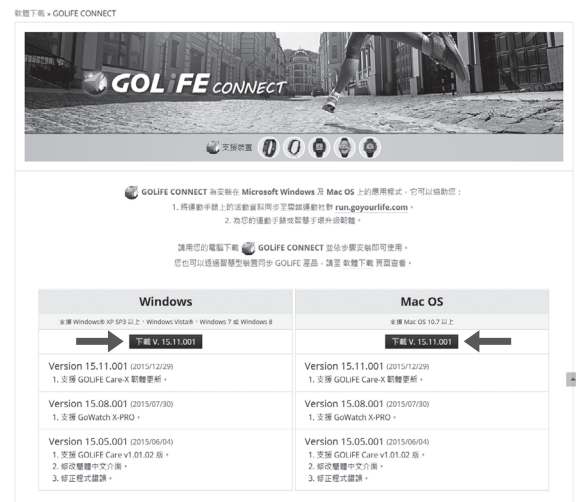 軟體下載 » GOLiFE CONNECT
GOLiFE CONNECT
支援裝置
GOLiFE CONNECT 為安裝在 Microsoft Windows 及 Mac OS 上的應用程式，它可以協助您：
1. 將運動手錶上的活動資料同步至雲端運動社群 run.goyourlife.com。
2. 為您的運動手錶或智慧手環升級韌體。
請用您的電腦下載 GOLiFE CONNECT 並依步驟安裝即可使用。
您也可以透過智慧型裝置同步 GOLiFE 產品，請至 軟體下載 頁面查看。
Windows
支援 Windows® XP SP3 以上、Windows Vista®、Windows 7 或 Windows 8
下載 V. 15.11.001
Version 15.11.001 (2015/12/29)
1. 支援 GOLiFE Care-X 韌體更新。
Version 15.08.001 (2015/07/30)
1. 支援 GoWatch X-PRO。
Version 15.05.001 (2015/06/04)
1. 支援 GOLiFE Care v1.01.02 版。
2. 修改簡體中文介面。
3. 修正程式錯誤。
Mac OS
支援 Mac OS 10.7 以上
下載 V. 15.11.001
Version 15.11.001 (2015/12/29)
1. 支援 GOLiFE Care-X 韌體更新。
Version 15.08.001 (2015/07/30)
1. 支援 GoWatch X-PRO。
Version 15.05.001 (2015/06/04)
1. 支援 GOLiFE Care v1.01.02 版。
2. 修改簡體中文介面。
3. 修正程式錯誤。